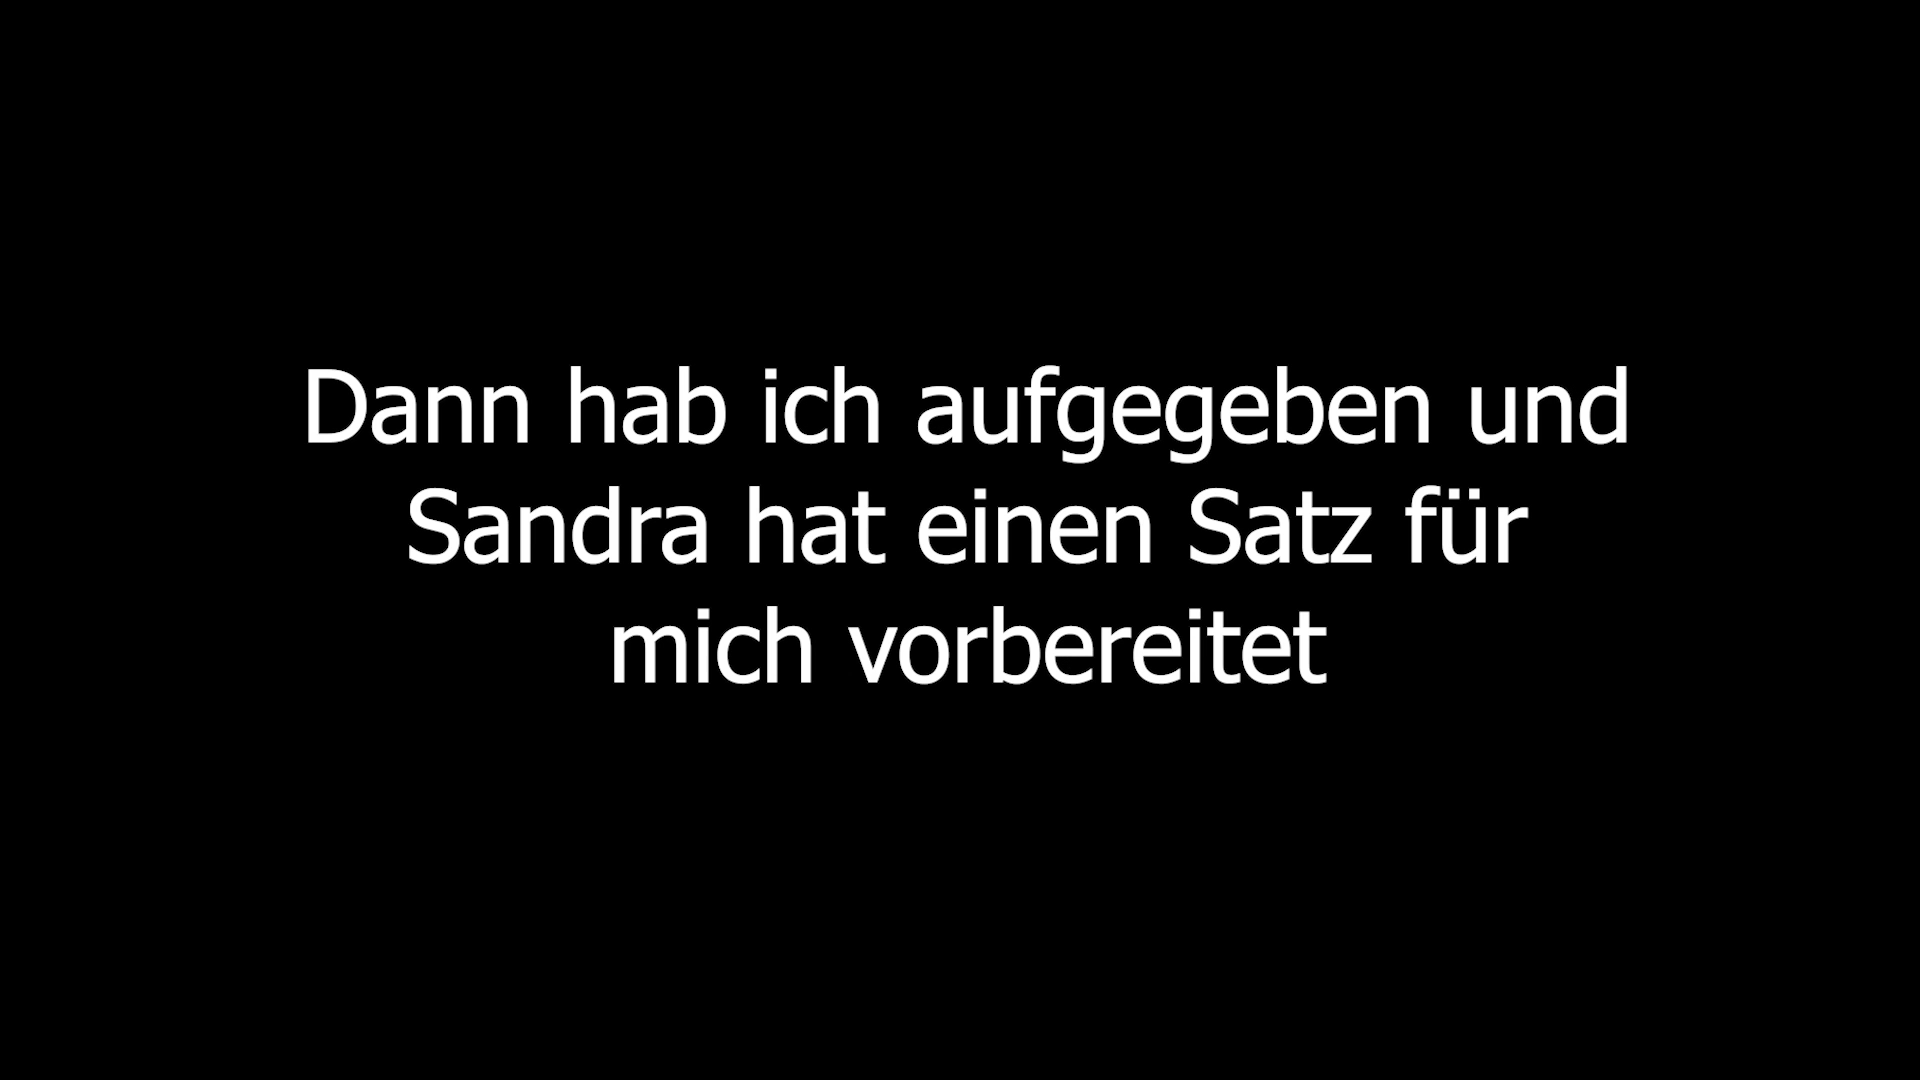 Dann hab ich aufgegeben und
Sandra hat einen Satz für
mich vorbereitet